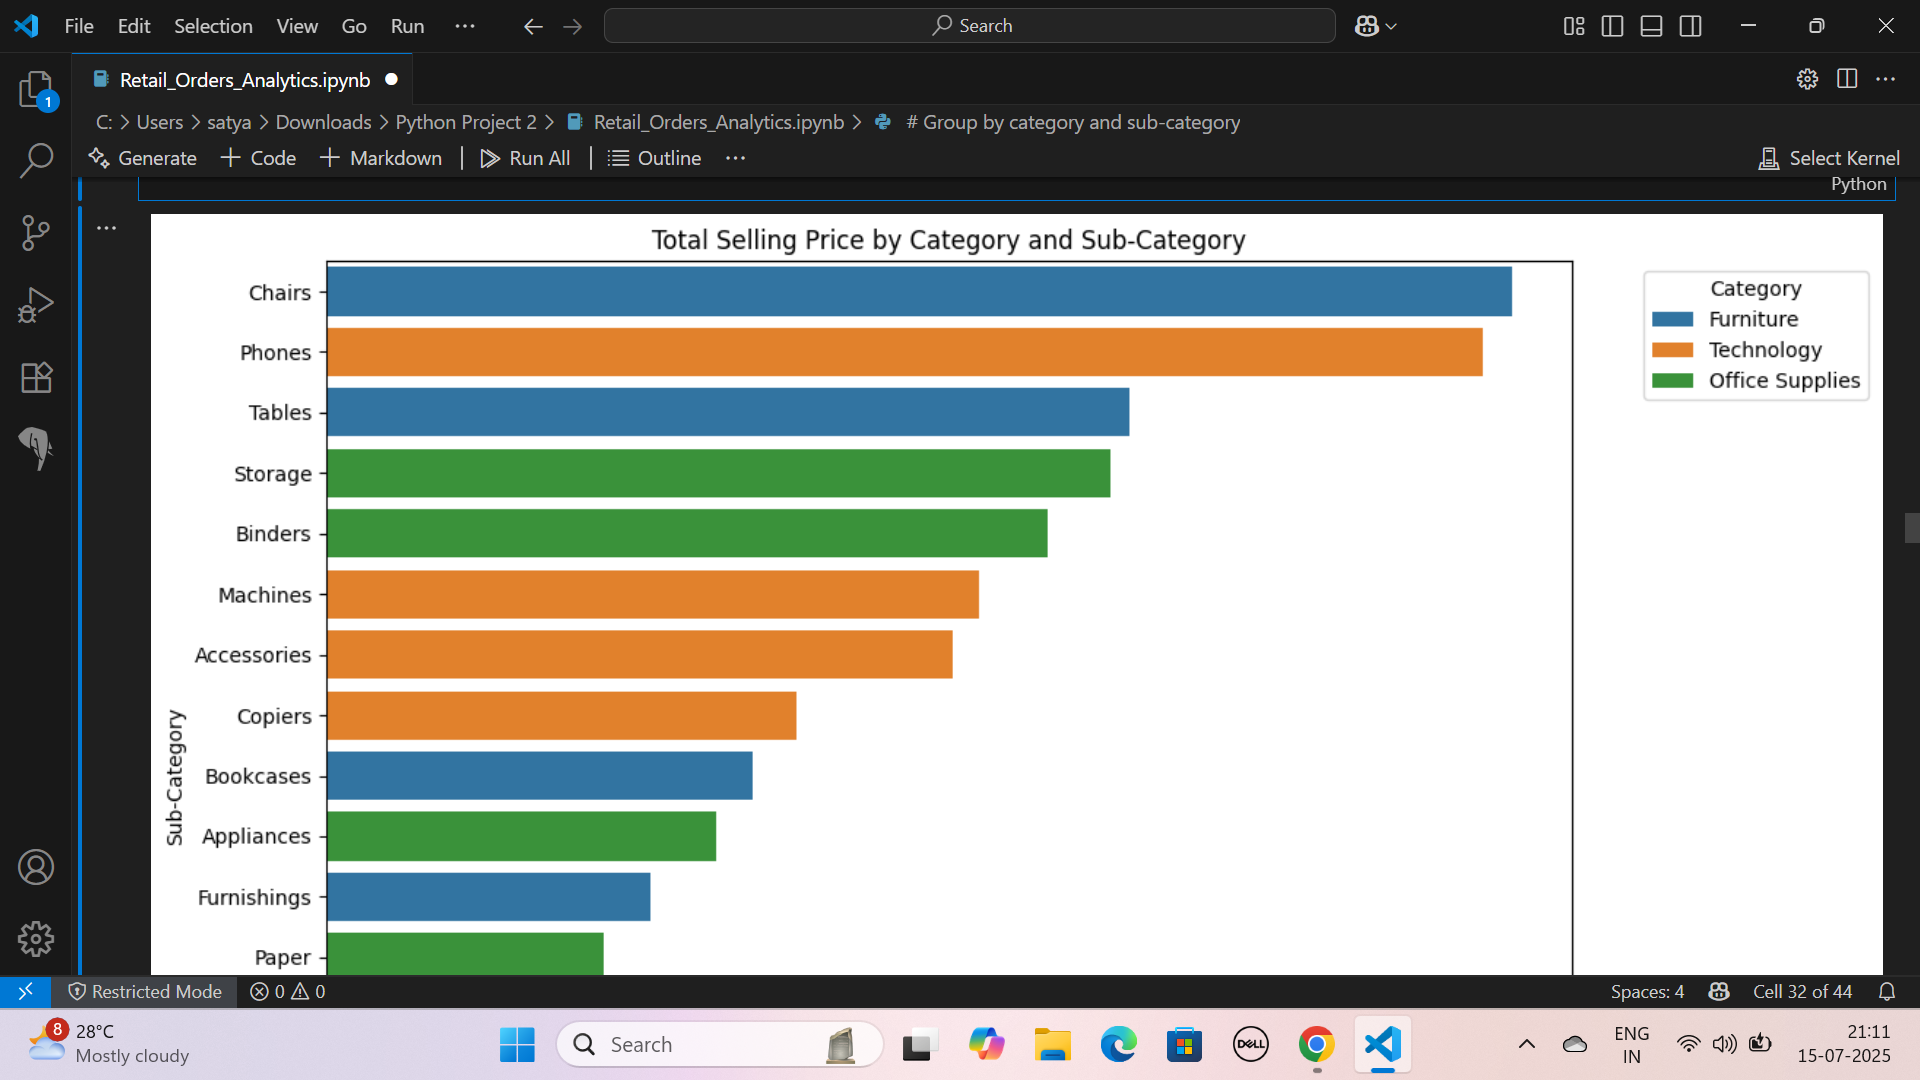 File Edit Selection View Go Run ··· Search
Retail_Orders_Analytics.ipynb
1
C: > Users > satya > Downloads > Python Project 2 > Retail_Orders_Analytics.ipynb > # Group by category and sub-category
Generate + Code + Markdown | Run All | Outline ··· Select Kernel
Python
Total Selling Price by Category and Sub-Category
Category
Furniture
Technology
Office Supplies
Sub-Category
Chairs
Phones
Tables
Storage
Binders
Machines
Accessories
Copiers
Bookcases
Appliances
Furnishings
Paper
Restricted Mode 0 0 Spaces: 4 Cell 32 of 44
8
28°C
Mostly cloudy
Search
DELL
ENG
IN
21:11
15-07-2025